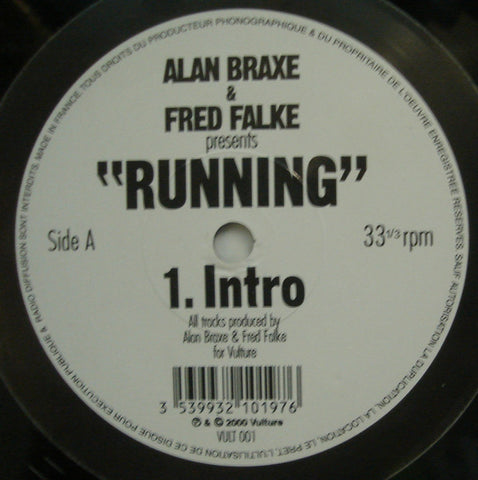 ALAN BRAXE
&
FRED FALKE
presents
"RUNNING"
Side A
33 1/3 rpm
1. Intro
All tracks produced by
Alan Braxe & Fred Falke
for Vulture
3 539932 101976
℗ & © 2000 Vulture
VULT 001
MADE IN FRANCE. TOUS DROITS DU PRODUCTEUR PHONOGRAPHIQUE & DU PROPRIETAIRE DE L'OEUVRE ENREGISTREE RESERVES SAUF AUTORISATION LA DUPLICATION, LA LOCATION, LE PRET, L'UTILISATION DE CE DISQUE POUR EXECUTION PUBLIQUE & RADIO DIFFUSION SONT INTERDITS.